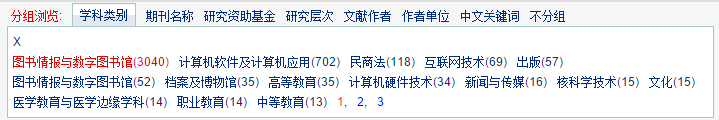 分组浏览: 学科类别 期刊名称 研究资助基金 研究层次 文献作者 作者单位 中文关键词 不分组
X
图书情报与数字图书馆(3040) 计算机软件及计算机应用(702) 民商法(118) 互联网技术(69) 出版(57)
图书情报与数字图书馆(52) 档案及博物馆(35) 高等教育(35) 计算机硬件技术(34) 新闻与传媒(16) 核科学技术(15) 文化(15)
医学教育与医学边缘学科(14) 职业教育(14) 中等教育(13) 1, 2, 3